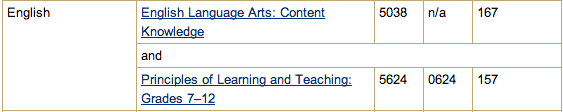 English English Language Arts: Content 5038 n/a 167
Knowledge
and
Principles of Learning and Teaching: 5624 0624 157
Grades 7–12